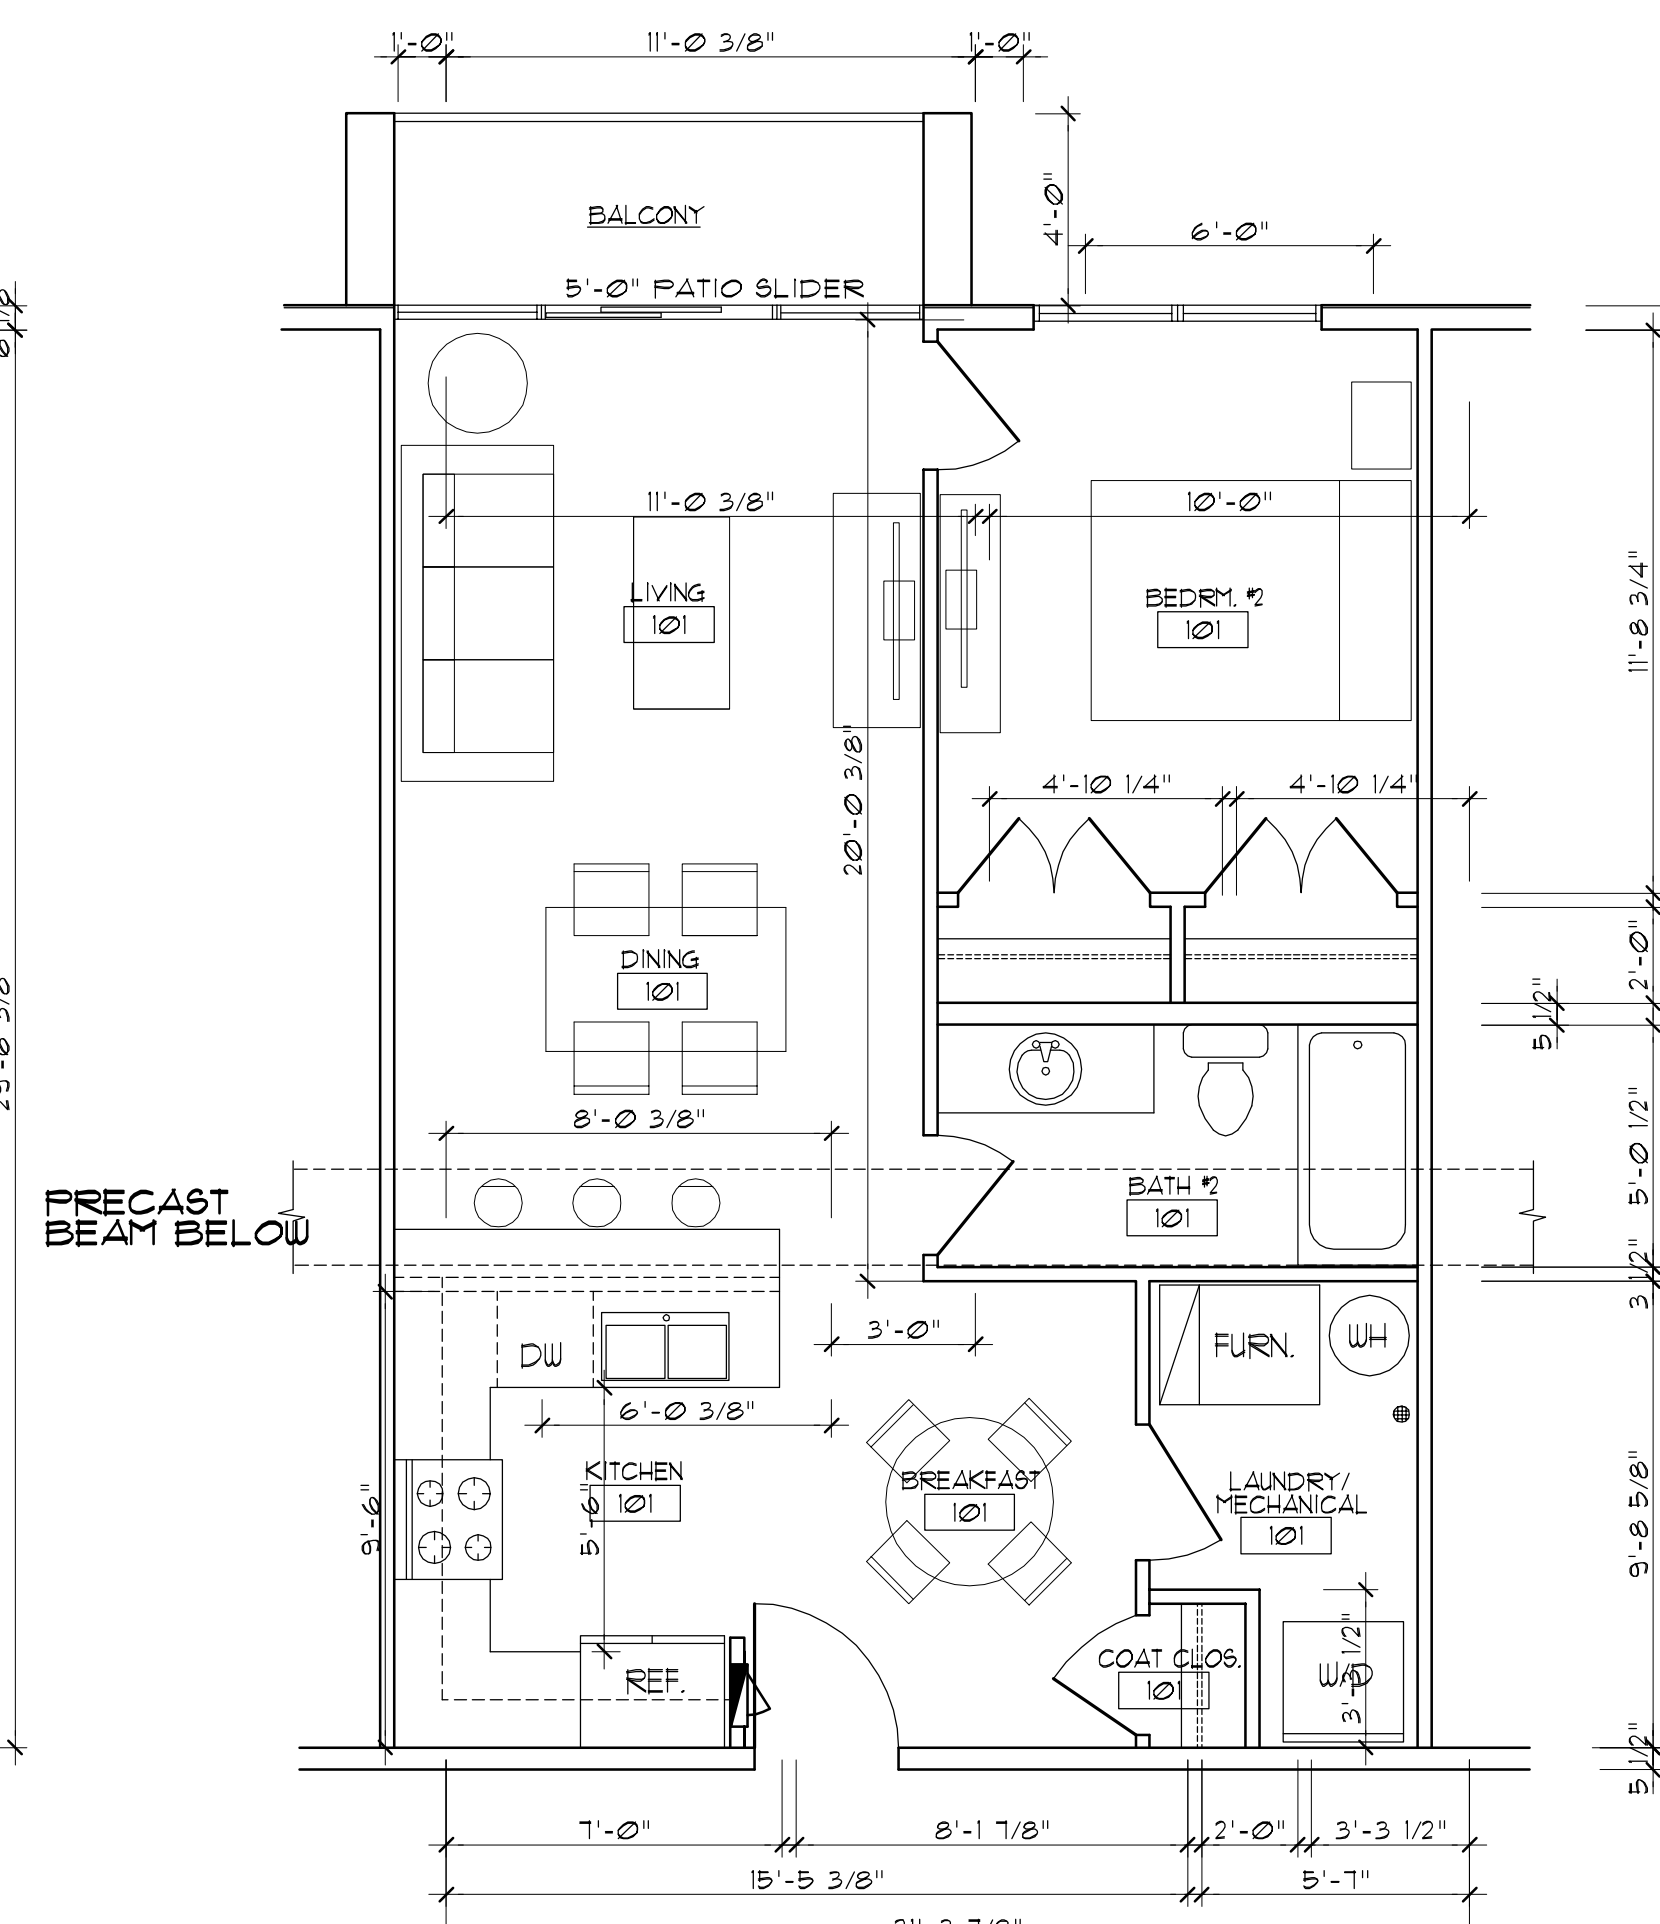 1'-0" 11'-0 3/8" 1'-0"
4'-0"
BALCONY
6'-0"
5'-0" PATIO SLIDER
11'-0 3/8" 10'-0"
LIVING
101
BEDRM. #2
101
11'-8 3/4"
20'-0 3/8"
4'-10 1/4" 4'-10 1/4"
DINING
101
2'-0"
5 1/2"
8'-0 3/8"
5'-0 1/2"
PRECAST
BEAM BELOW
BATH #2
101
3 1/2"
3'-0"
DW
FURN.
WH
6'-0 3/8"
KITCHEN
101
9'-6"
5'-6"
BREAKFAST
101
LAUNDRY/
MECHANICAL
101
9'-8 5/8"
REF.
COAT CLOS.
101
W/D
3'-3 1/2"
5 1/2"
7'-0" 8'-1 7/8" 2'-0" 3'-3 1/2"
15'-5 3/8" 5'-7"